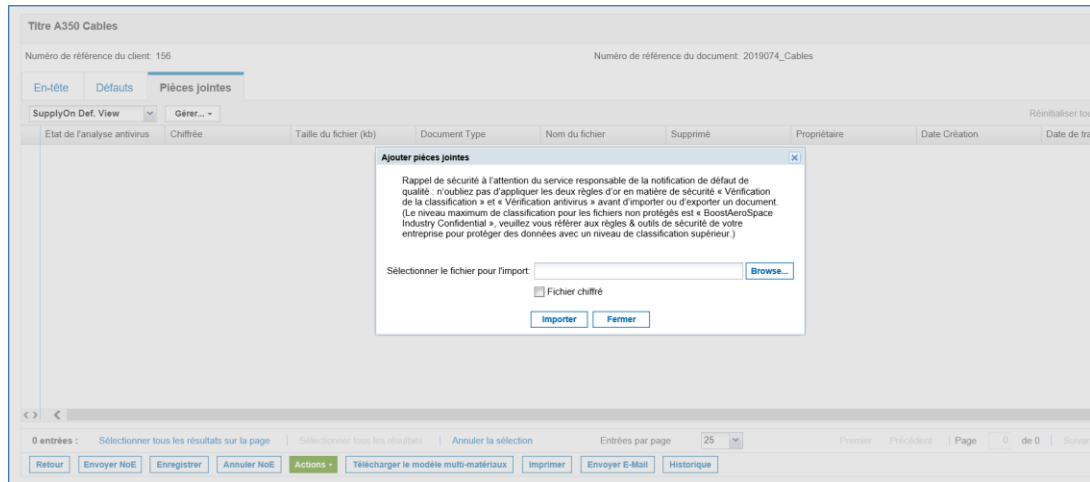 Titre A350 Cables
Numéro de référence du client: 156 Numéro de référence du document: 2019074_Cables
En-tête Défauts Pièces jointes
SupplyOn Def. View Gérer... Réinitialiser tou
Etat de l'analyse antivirus Chiffrée Taille du fichier (kb) Document Type Nom du fichier Supprimé Propriétaire Date Création Date de tra
Ajouter pièces jointes
Rappel de sécurité à l'attention du service responsable de la notification de défaut de
qualité : n'oubliez pas d'appliquer les deux règles d'or en matière de sécurité « Vérification
de la classification » et « Vérification antivirus » avant d'importer ou d'exporter un document.
(Le niveau maximum de classification pour les fichiers non protégés est « BoostAeroSpace
Industry Confidential », veuillez vous référer aux règles & outils de sécurité de votre
entreprise pour protéger des données avec un niveau de classification supérieur.)
Sélectionner le fichier pour l'import: Browse...
Fichier chiffré
Importer Fermer
0 entrées : Sélectionner tous les résultats sur la page Sélectionner tous les résultats Annuler la sélection Entrées par page 25 Premier Précédent Page 0 de 0 Suivan
Retour Envoyer NoE Enregistrer Annuler NoE Actions Télécharger le modèle multi-matériaux Imprimer Envoyer E-Mail Historique